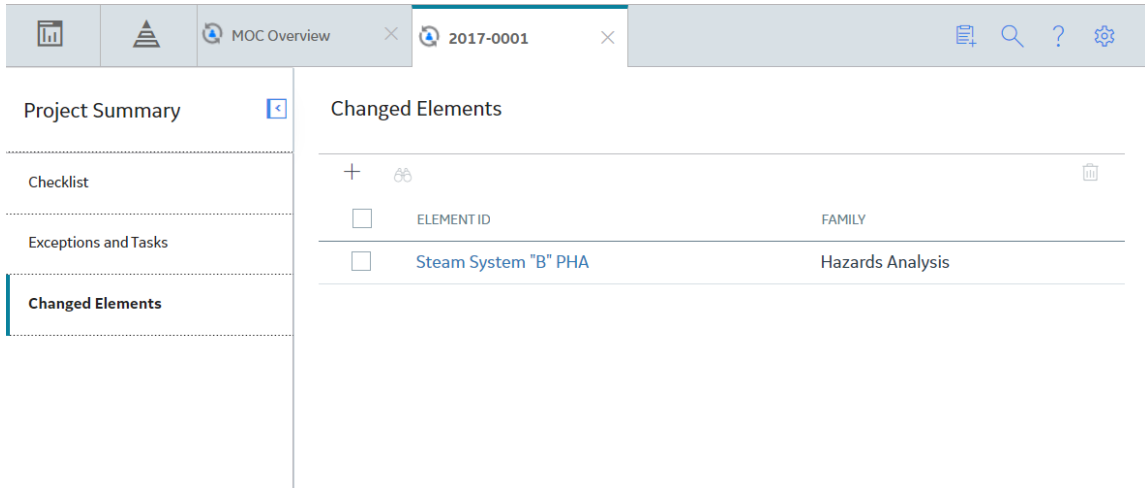 MOC Overview
2017-0001
Project Summary
Checklist
Exceptions and Tasks
Changed Elements
Changed Elements
ELEMENT ID FAMILY
Steam System "B" PHA Hazards Analysis